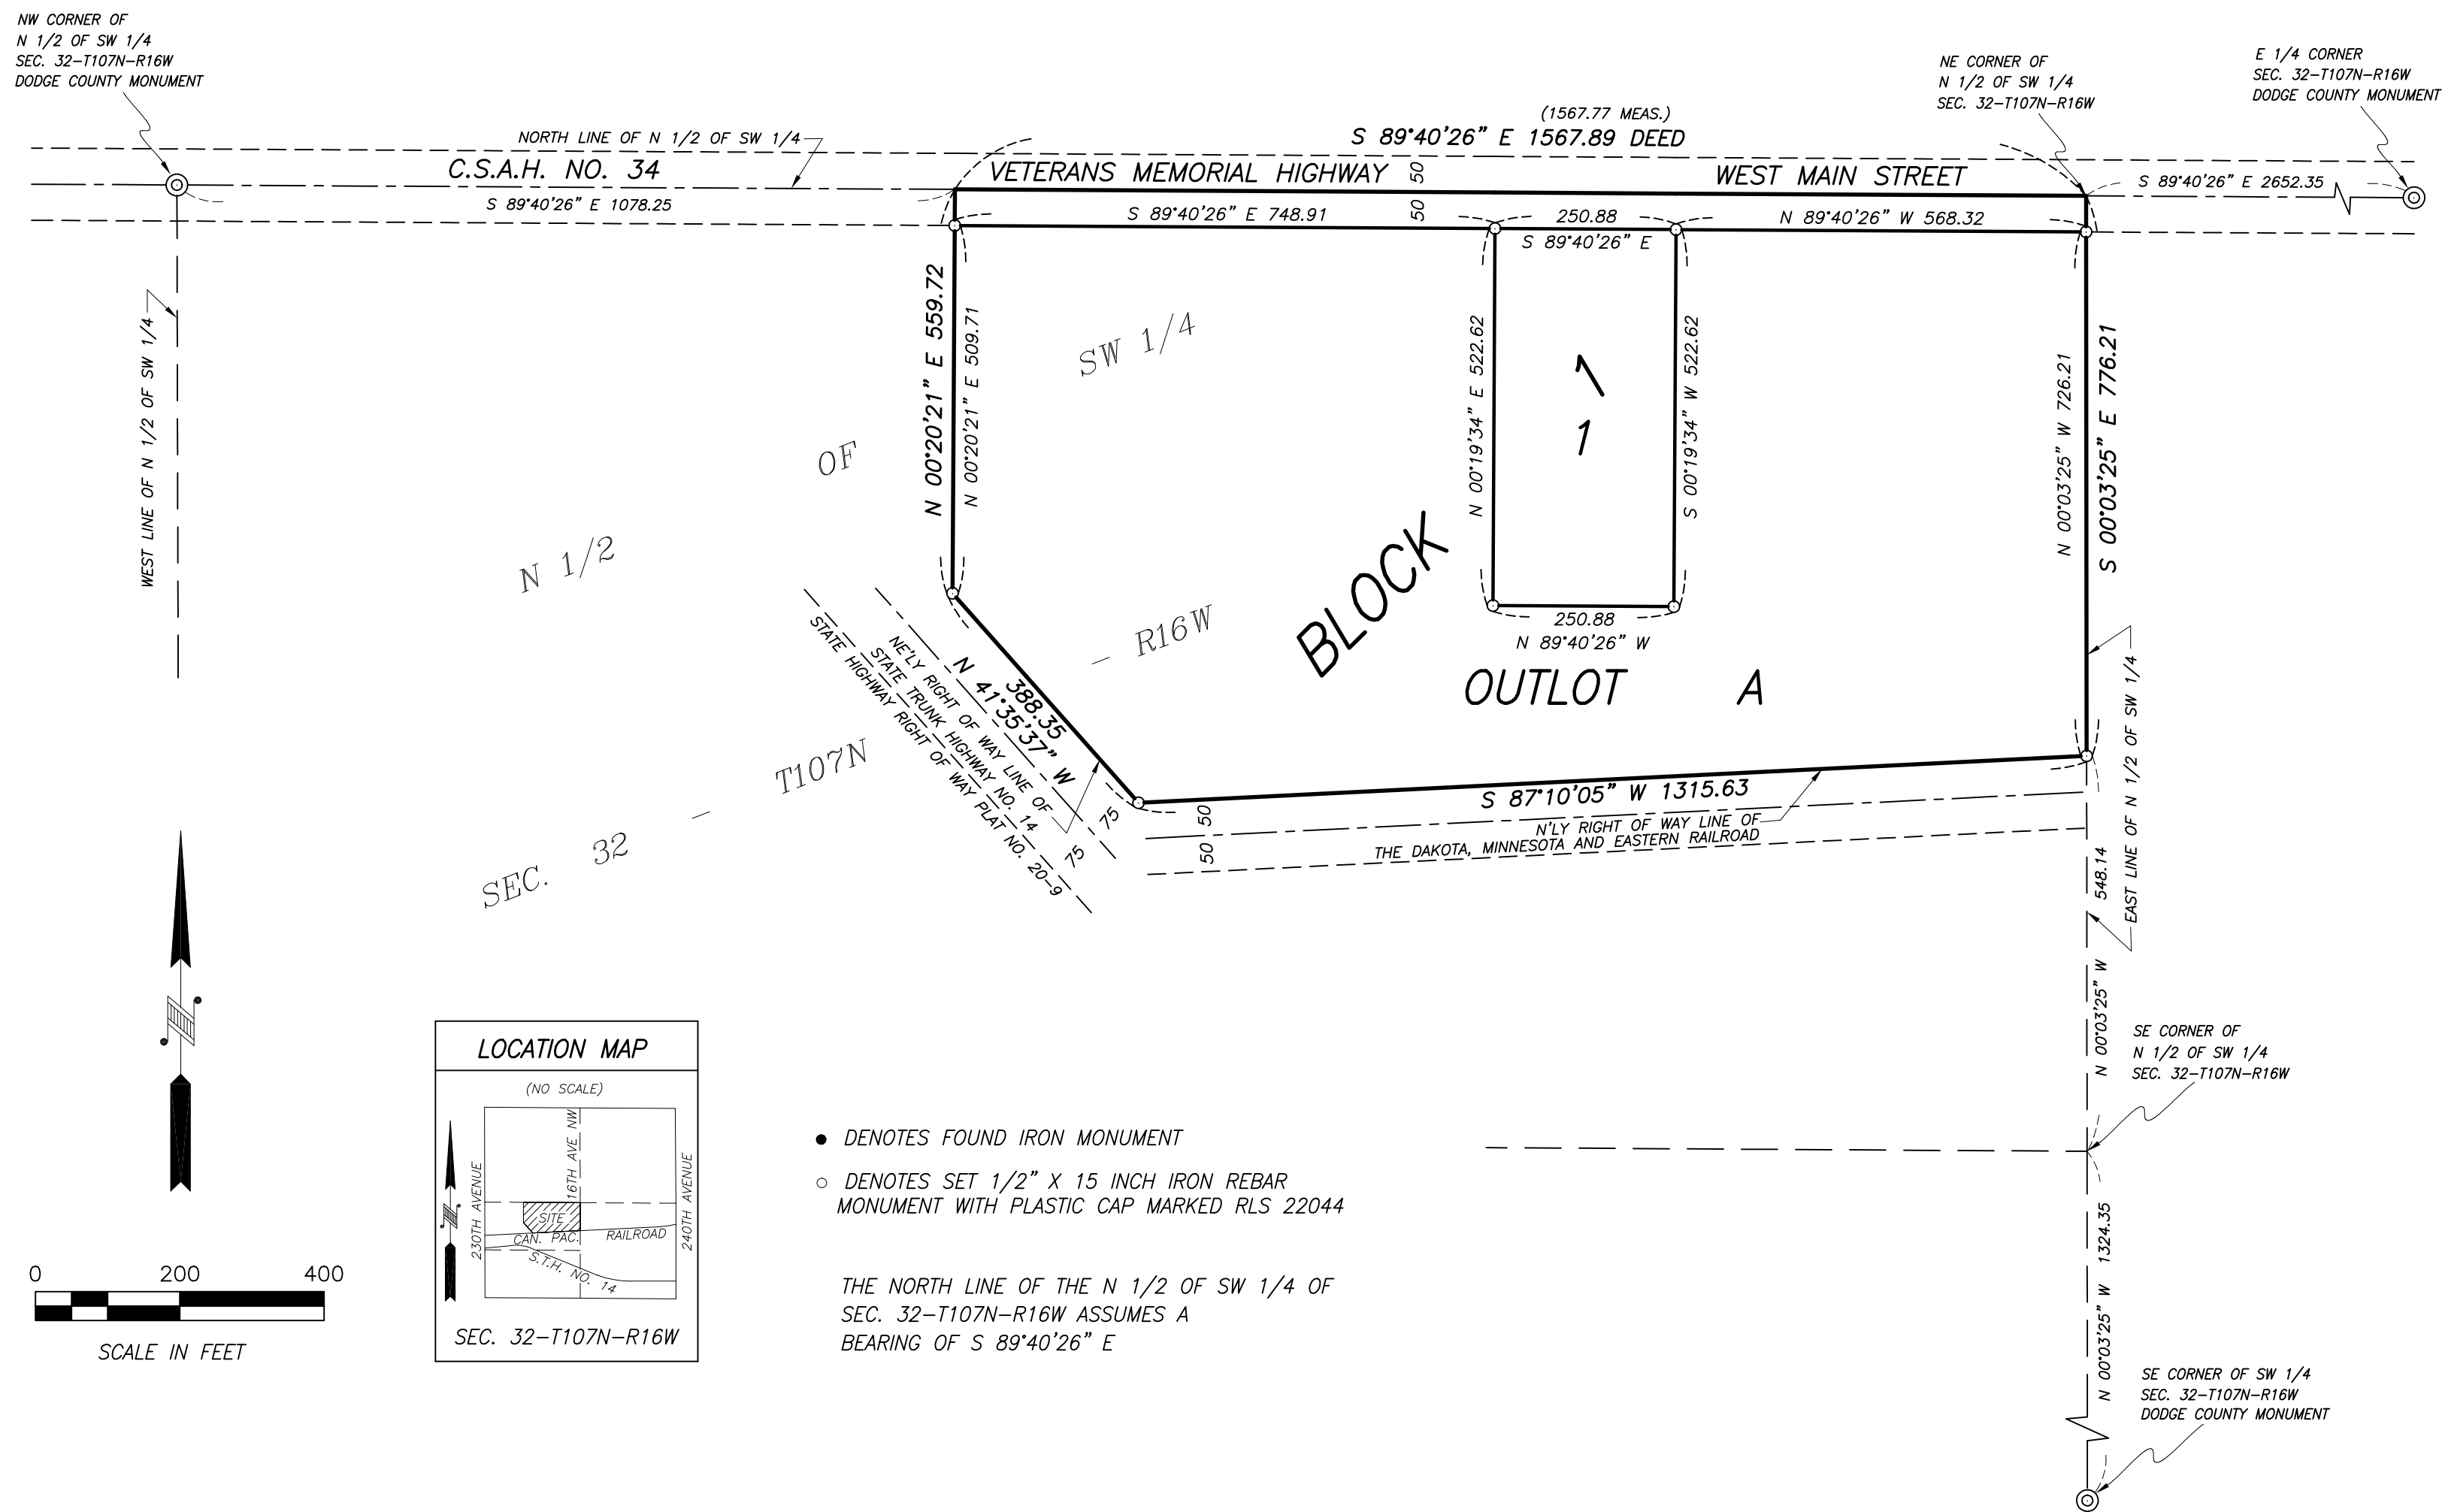 NW CORNER OF
N 1/2 OF SW 1/4
SEC. 32-T107N-R16W
DODGE COUNTY MONUMENT
NE CORNER OF
N 1/2 OF SW 1/4
SEC. 32-T107N-R16W
E 1/4 CORNER
SEC. 32-T107N-R16W
DODGE COUNTY MONUMENT
(1567.77 MEAS.)
S 89°40'26" E 1567.89 DEED
NORTH LINE OF N 1/2 OF SW 1/4
C.S.A.H. NO. 34
VETERANS MEMORIAL HIGHWAY
50
WEST MAIN STREET
S 89°40'26" E 2652.35
S 89°40'26" E 1078.25
S 89°40'26" E 748.91
50
250.88
S 89°40'26" E
N 89°40'26" W 568.32
WEST LINE OF N 1/2 OF SW 1/4
N 00°20'21" E 559.72
N 00°20'21" E 509.71
N 00°19'34" E 522.62
1
1
S 00°19'34" W 522.62
N 00°03'25" W 726.21
S 00°03'25" E 776.21
SW 1/4
OF
N 1/2
BLOCK
250.88
N 89°40'26" W
OUTLOT A
- R16W
T107N
SEC. 32 -
388.35
N 41°35'37" W
NE'LY RIGHT OF WAY LINE OF
STATE TRUNK HIGHWAY NO. 14
STATE HIGHWAY RIGHT OF WAY PLAT NO. 20-9
75
75
50
50
S 87°10'05" W 1315.63
N'LY RIGHT OF WAY LINE OF
THE DAKOTA, MINNESOTA AND EASTERN RAILROAD
EAST LINE OF N 1/2 OF SW 1/4
N 00°03'25" W 548.14
SE CORNER OF
N 1/2 OF SW 1/4
SEC. 32-T107N-R16W
N 00°03'25" W 1324.35
SE CORNER OF SW 1/4
SEC. 32-T107N-R16W
DODGE COUNTY MONUMENT
0 200 400
SCALE IN FEET
LOCATION MAP
(NO SCALE)
16TH AVE NW
230TH AVENUE
240TH AVENUE
SITE
CAN. PAC. RAILROAD
S.T.H. NO. 14
SEC. 32-T107N-R16W
● DENOTES FOUND IRON MONUMENT
○ DENOTES SET 1/2" X 15 INCH IRON REBAR
MONUMENT WITH PLASTIC CAP MARKED RLS 22044
THE NORTH LINE OF THE N 1/2 OF SW 1/4 OF
SEC. 32-T107N-R16W ASSUMES A
BEARING OF S 89°40'26" E